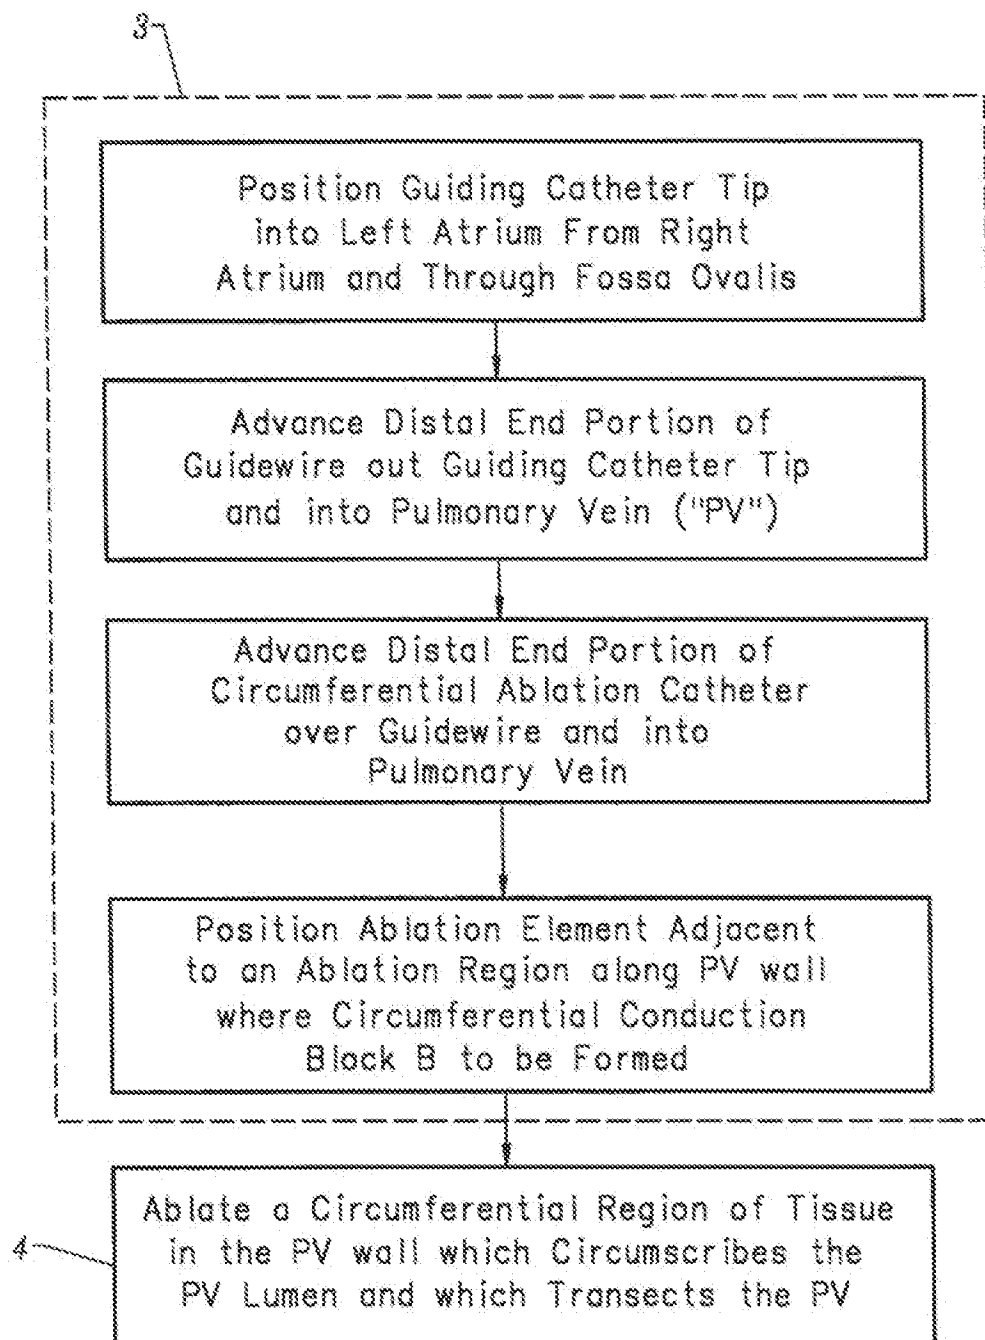 3
Position Guiding Catheter Tip
into Left Atrium From Right
Atrium and Through Fossa Ovalis
Advance Distal End Portion of
Guidewire out Guiding Catheter Tip
and into Pulmonary Vein ("PV")
Advance Distal End Portion of
Circumferential Ablation Catheter
over Guidewire and into
Pulmonary Vein
Position Ablation Element Adjacent
to an Ablation Region along PV wall
where Circumferential Conduction
Block B to be Formed
4
Ablate a Circumferential Region of Tissue
in the PV wall which Circumscribes the
PV Lumen and which Transects the PV